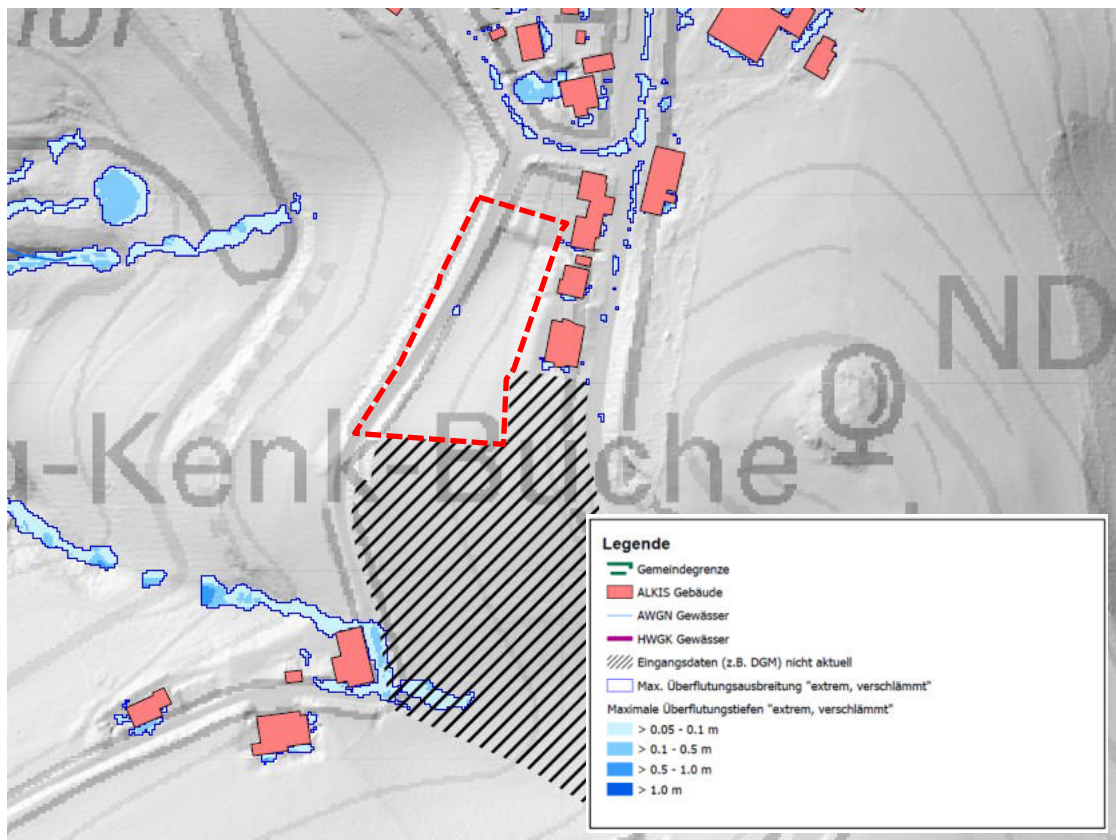 ND
-Kenk-Buche
Legende
Gemeindegrenze
ALKIS Gebäude
AWGN Gewässer
HWGK Gewässer
Eingangsdaten (z.B. DGM) nicht aktuell
Max. Überflutungsausbreitung "extrem, verschlämmt"
Maximale Überflutungstiefen "extrem, verschlämmt"
> 0.05 - 0.1 m
> 0.1 - 0.5 m
> 0.5 - 1.0 m
> 1.0 m